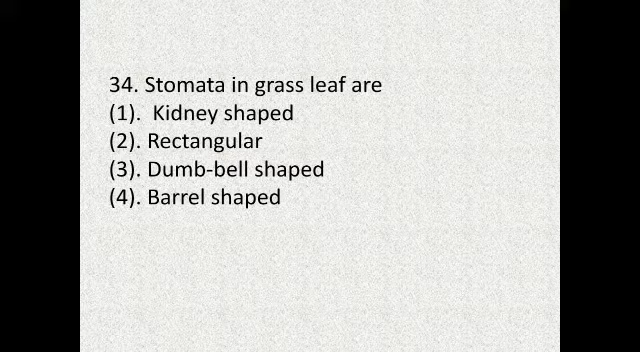 34. Stomata in grass leaf are
(1).  Kidney shaped
(2). Rectangular
(3). Dumb-bell shaped
(4). Barrel shaped